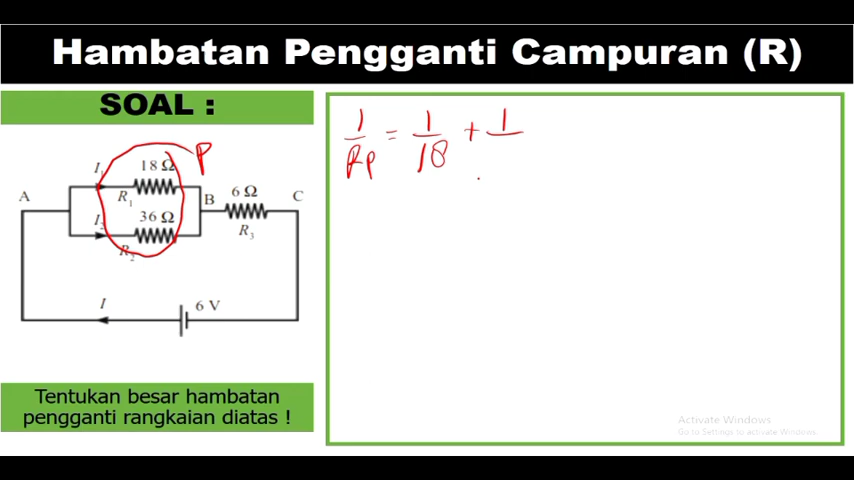 Hambatan Pengganti Campuran (R)
SOAL :
I1
18 Ω
P
R1
A
B
6 Ω
C
I2
36 Ω
R3
R2
I
6 V
Tentukan besar hambatan
pengganti rangkaian diatas !
1/Rp = 1/18 + 1/
Activate Windows
Go to Settings to activate Windows.